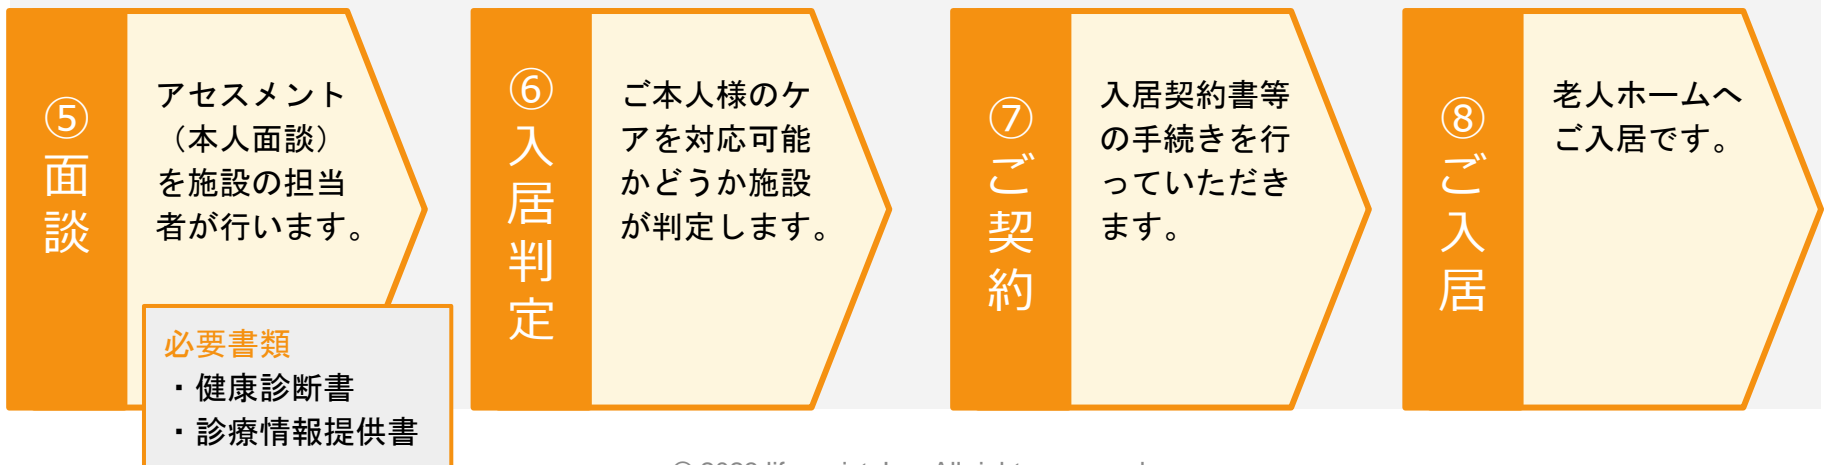 ⑤面談
アセスメント
（本人面談）
を施設の担当
者が行います。
必要書類
・健康診断書
・診療情報提供書
⑥入居判定
ご本人様のケ
アを対応可能
かどうか施設
が判定します。
⑦ご契約
入居契約書等
の手続きを行
っていただき
ます。
⑧ご入居
老人ホームへ
ご入居です。